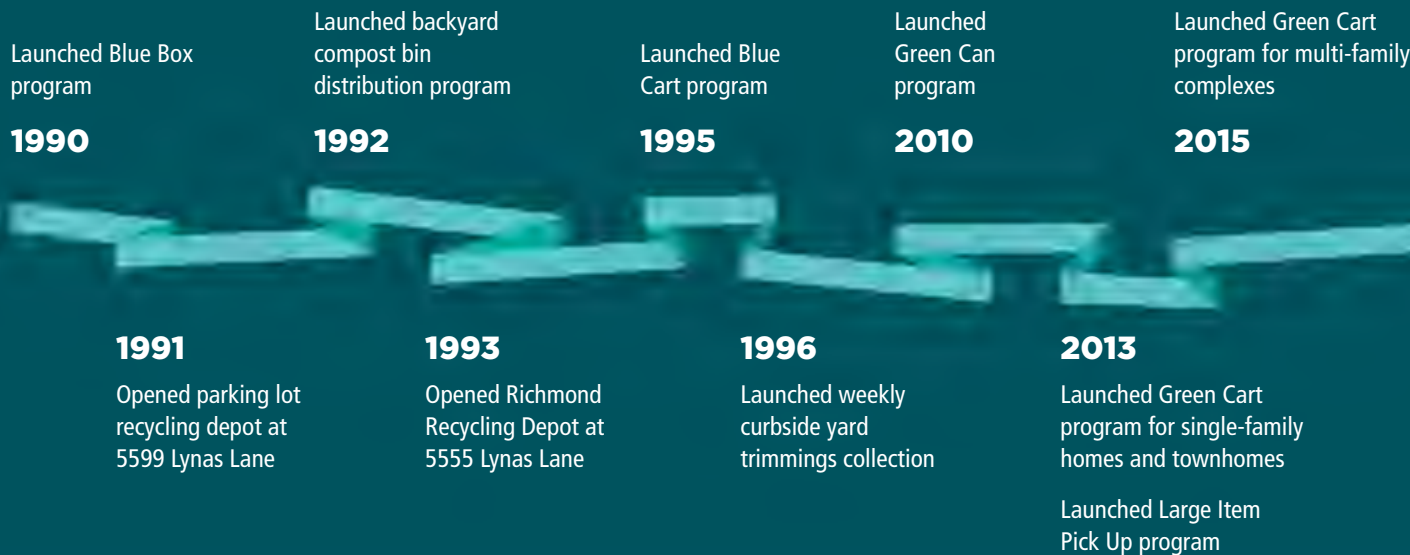 Launched Blue Box
program
1990
Launched backyard
compost bin
distribution program
1992
Launched Blue
Cart program
1995
Launched
Green Can
program
2010
Launched Green Cart
program for multi-family
complexes
2015
1991
Opened parking lot
recycling depot at
5599 Lynas Lane
1993
Opened Richmond
Recycling Depot at
5555 Lynas Lane
1996
Launched weekly
curbside yard
trimmings collection
2013
Launched Green Cart
program for single-family
homes and townhomes
Launched Large Item
Pick Up program